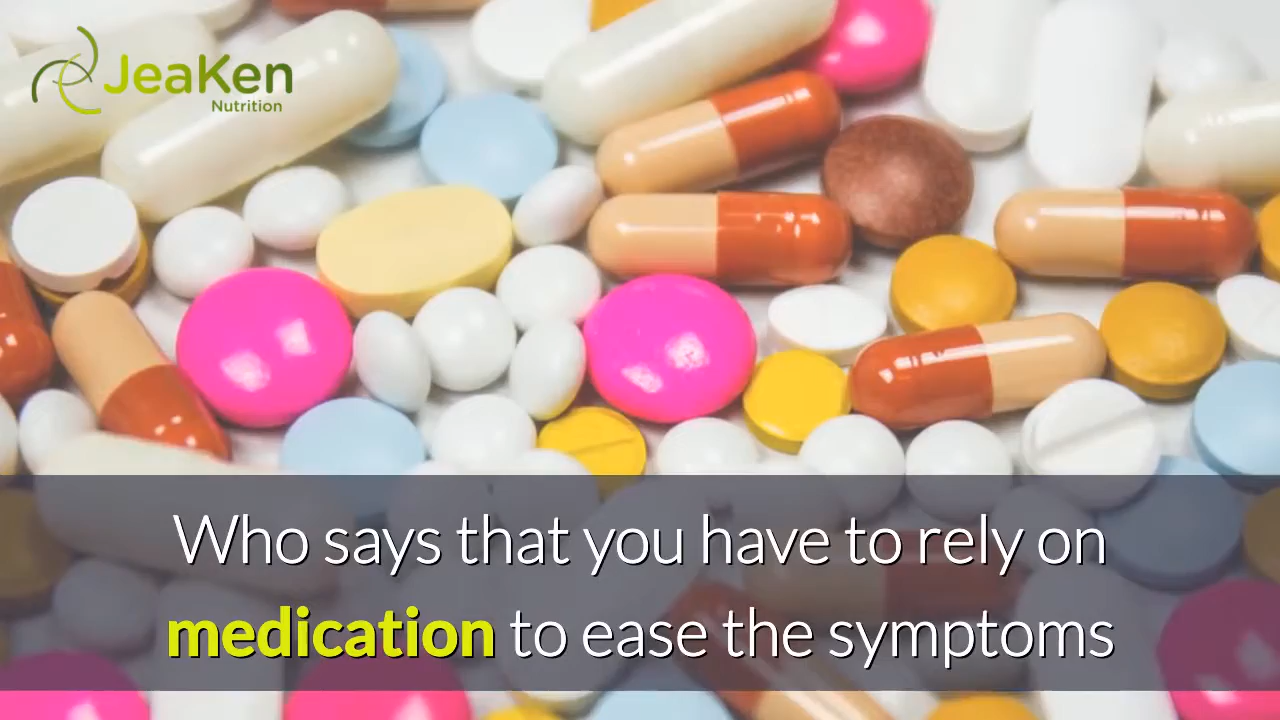 JeaKen
Nutrition
Who says that you have to rely on
medication to ease the symptoms